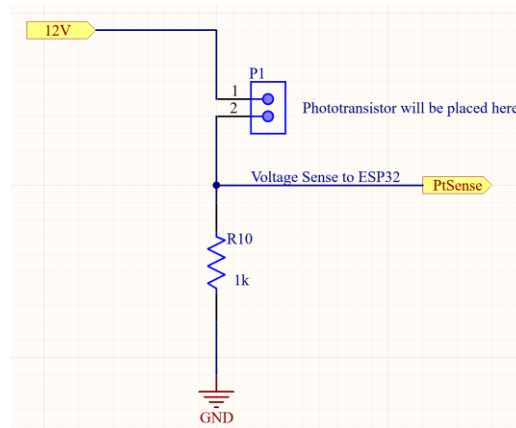 12V
P1
1
2
Phototransistor will be placed here
Voltage Sense to ESP32
PtSense
R10
1k
GND